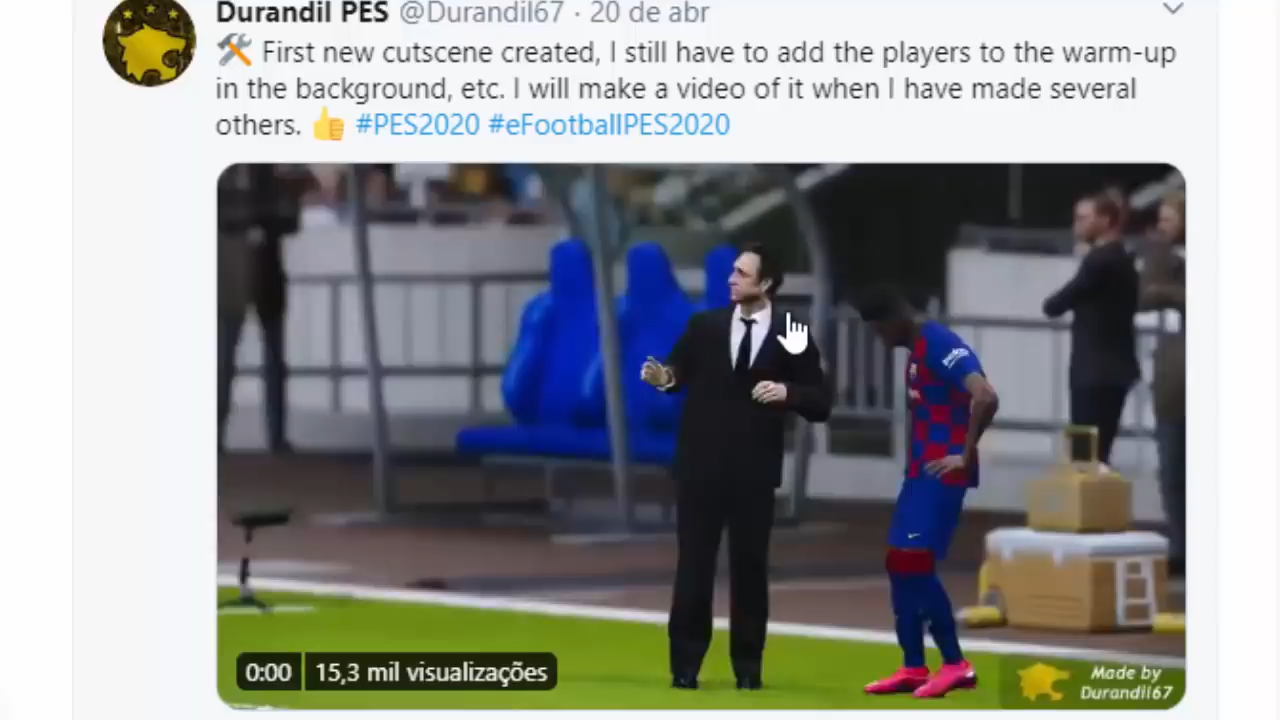 Durandil PES @Durandil67 · 20 de abr
🛠 First new cutscene created, I still have to add the players to the warm-up
in the background, etc. I will make a video of it when I have made several
others. 👍 #PES2020 #eFootballPES2020
0:00 15,3 mil visualizações
Made by
Durandil67